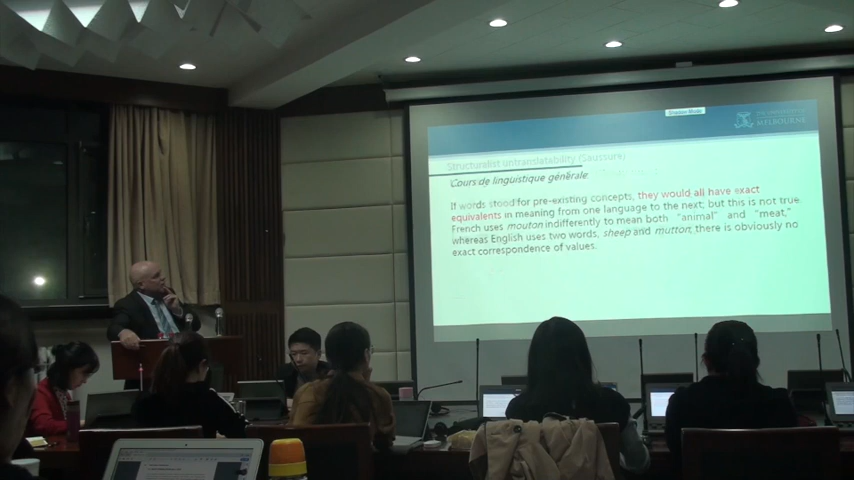 Shadow Mode
MELBOURNE
Structuralist (in)translatability (Saussure)
Cours de linguistique générale
If words stood for pre-existing concepts, they would all have exact
equivalents in meaning from one language to the next; but this is not true.
French uses mouton indifferently to mean both “animal” and “meat,”
whereas English uses two words, sheep and mutton; there is obviously no
exact correspondence of values.